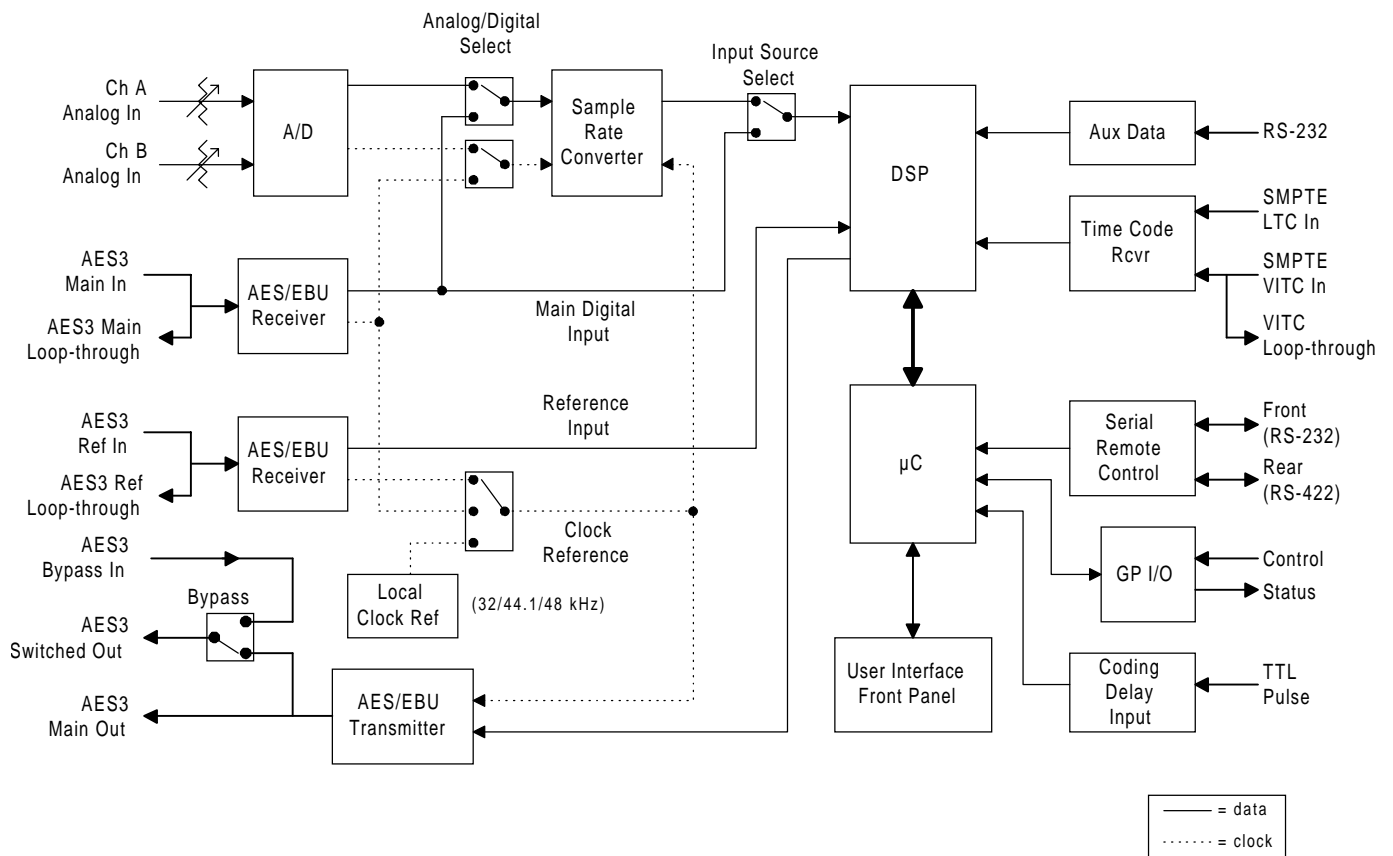 Analog/Digital
Select
Input Source
Select
Ch A
Analog In
Ch B
Analog In
A/D
Sample
Rate
Converter
DSP
Aux Data
RS-232
Time Code
Rcvr
SMPTE
LTC In
SMPTE
VITC In
VITC
Loop-through
AES3
Main In
AES3 Main
Loop-through
AES/EBU
Receiver
Main Digital
Input
AES3
Ref In
AES3 Ref
Loop-through
AES/EBU
Receiver
Reference
Input
µC
Serial
Remote
Control
Front
(RS-232)
Rear
(RS-422)
AES3
Bypass In
Clock
Reference
Local
Clock Ref
(32/44.1/48 kHz)
GP I/O
Control
Status
Bypass
AES3
Switched Out
AES3
Main Out
AES/EBU
Transmitter
User Interface
Front Panel
Coding
Delay
Input
TTL
Pulse
= data
= clock